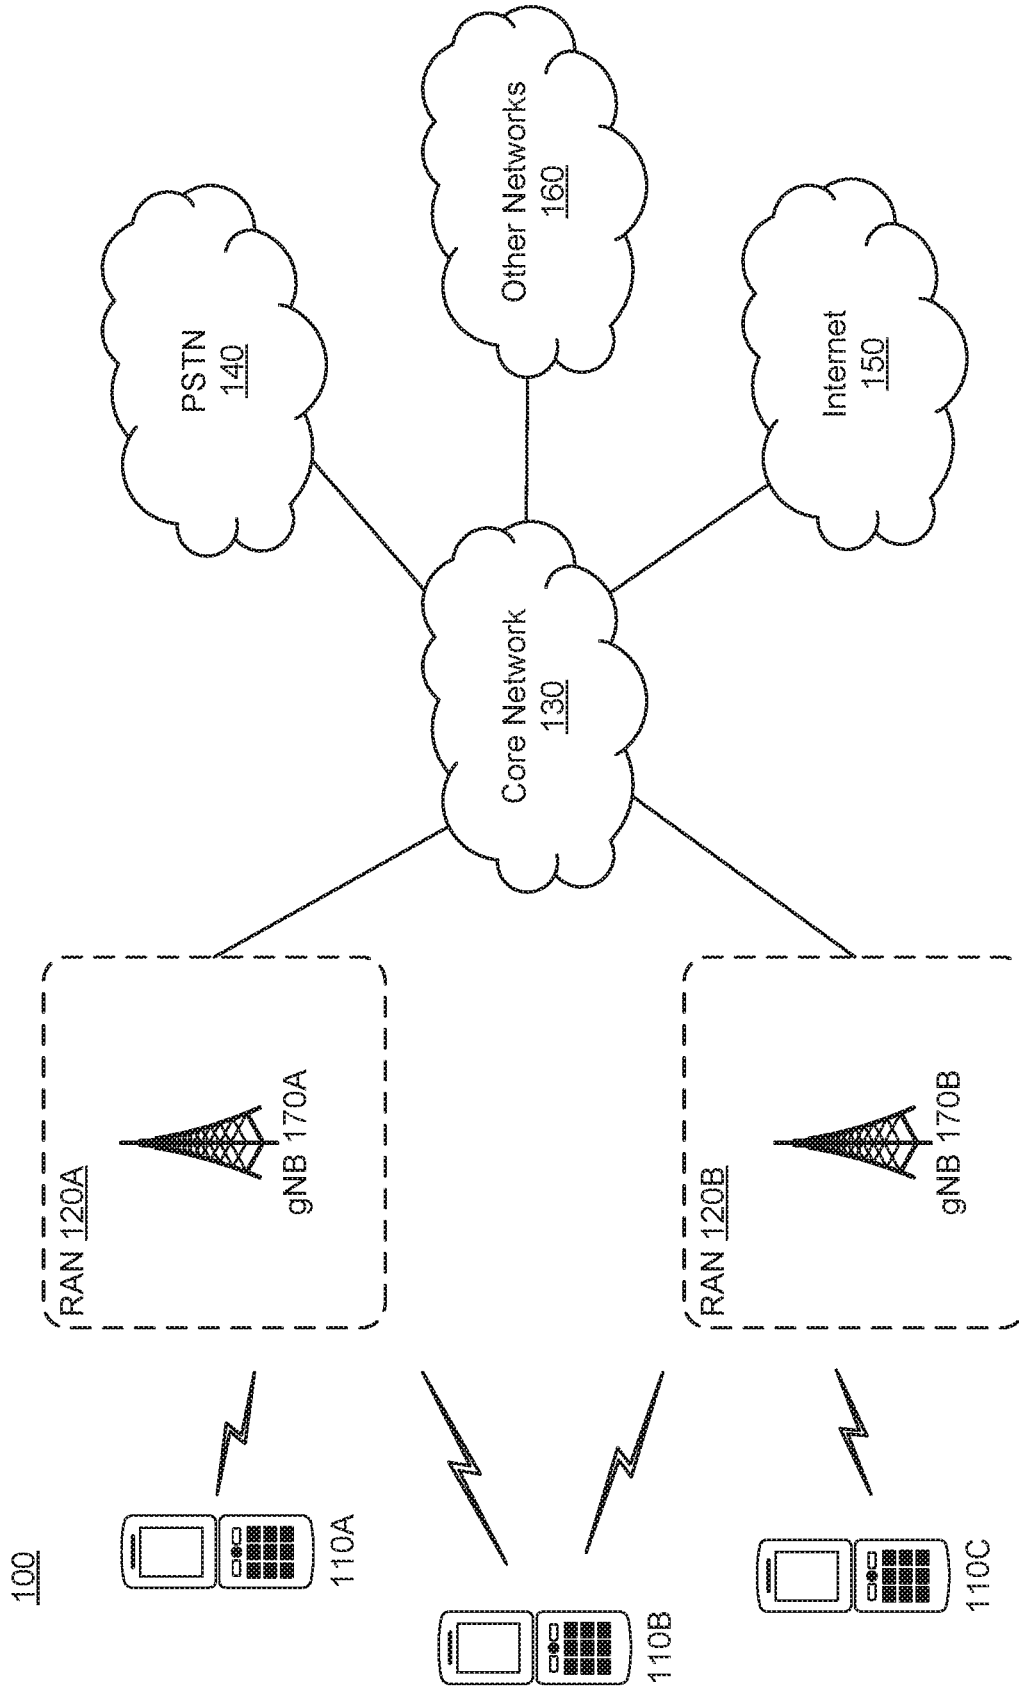 100
110A
110B
110C
RAN 120A
gNB 170A
RAN 120B
gNB 170B
Core Network
130
PSTN
140
Other Networks
160
Internet
150